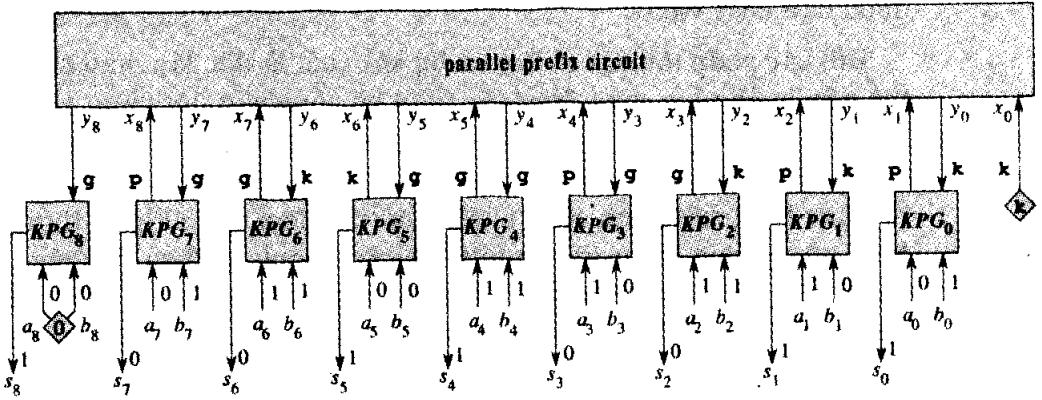 parallel prefix circuit
y8 x8 y7 x7 y6 x6 y5 x5 y4 x4 y3 x3 y2 x2 y1 x1 y0 x0
g p g g k k g g g p g g k p k p k k
KPG8 KPG7 KPG6 KPG5 KPG4 KPG3 KPG2 KPG1 KPG0 k
0 0 0 1 1 1 0 0 1 1 1 0 1 1 1 0 0 1
a8 0 b8 a7 b7 a6 b6 a5 b5 a4 b4 a3 b3 a2 b2 a1 b1 a0 b0
1 0 0 1 1 0 0 1 1
s8 s7 s6 s5 s4 s3 s2 s1 s0